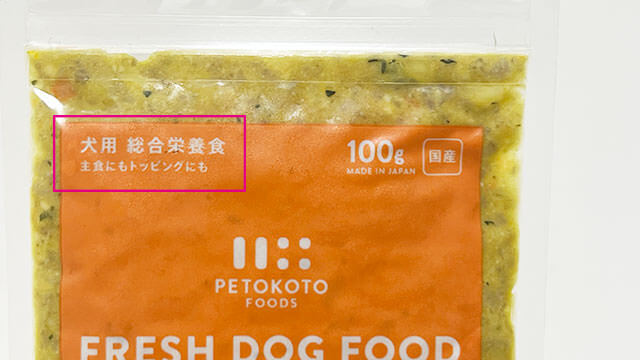 犬用 総合栄養食
主食にもトッピングにも
100g
MADE IN JAPAN
国産
PETOKOTO
FOODS
FRESH DOG FOOD